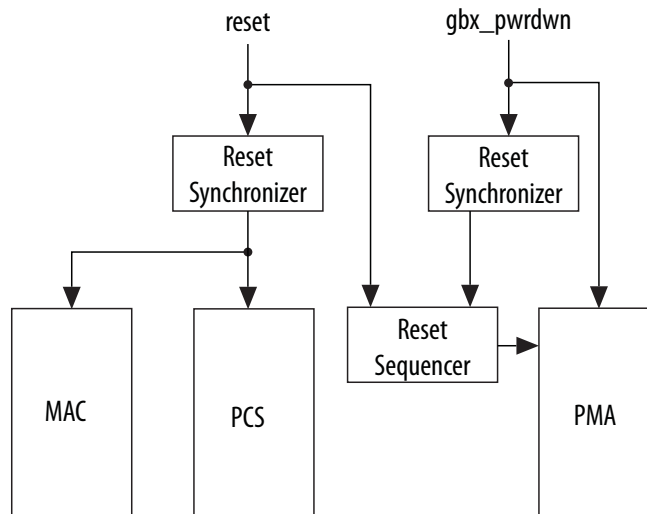 reset
gbx_pwrdwn
Reset
Synchronizer
Reset
Synchronizer
Reset
Sequencer
MAC
PCS
PMA